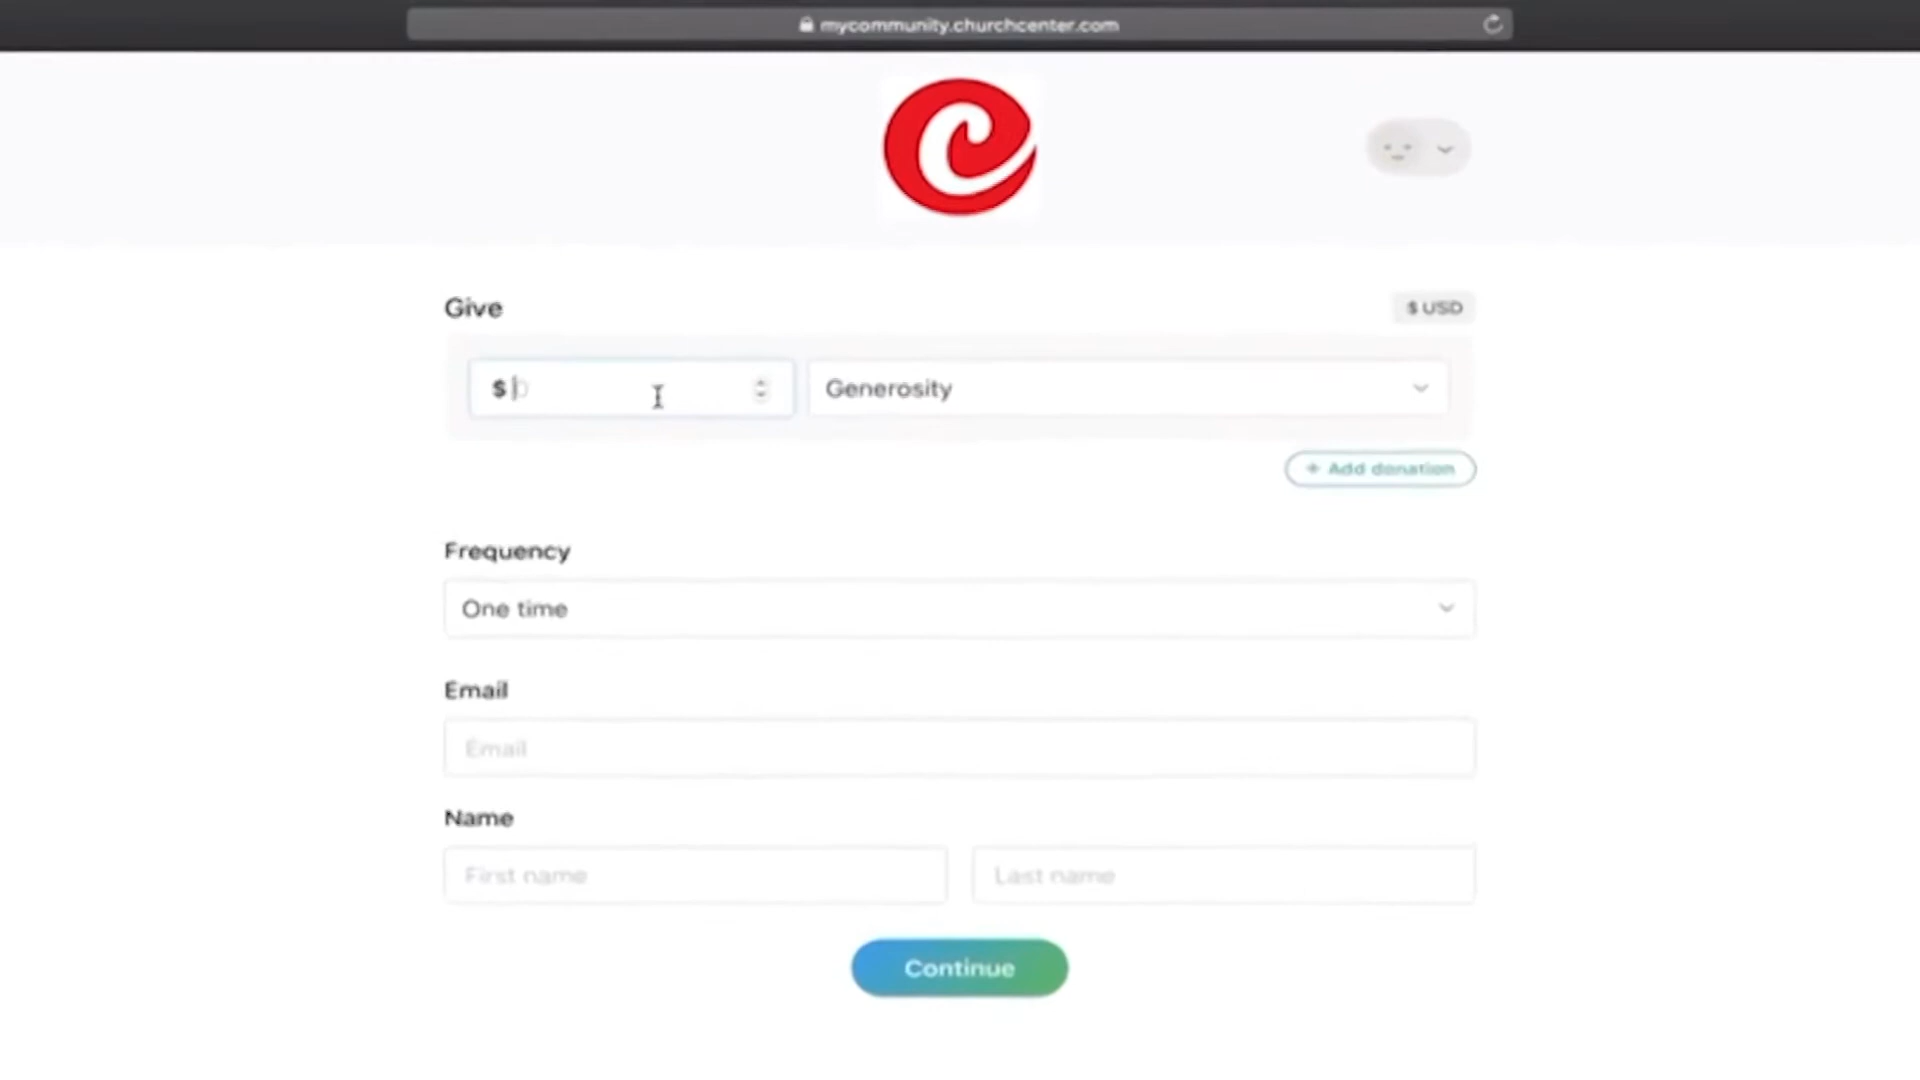 mycommunity.churchcenter.com
Give
$ USD
$ 0
Generosity
+ Add donation
Frequency
One time
Email
Email
Name
First name
Last name
Continue